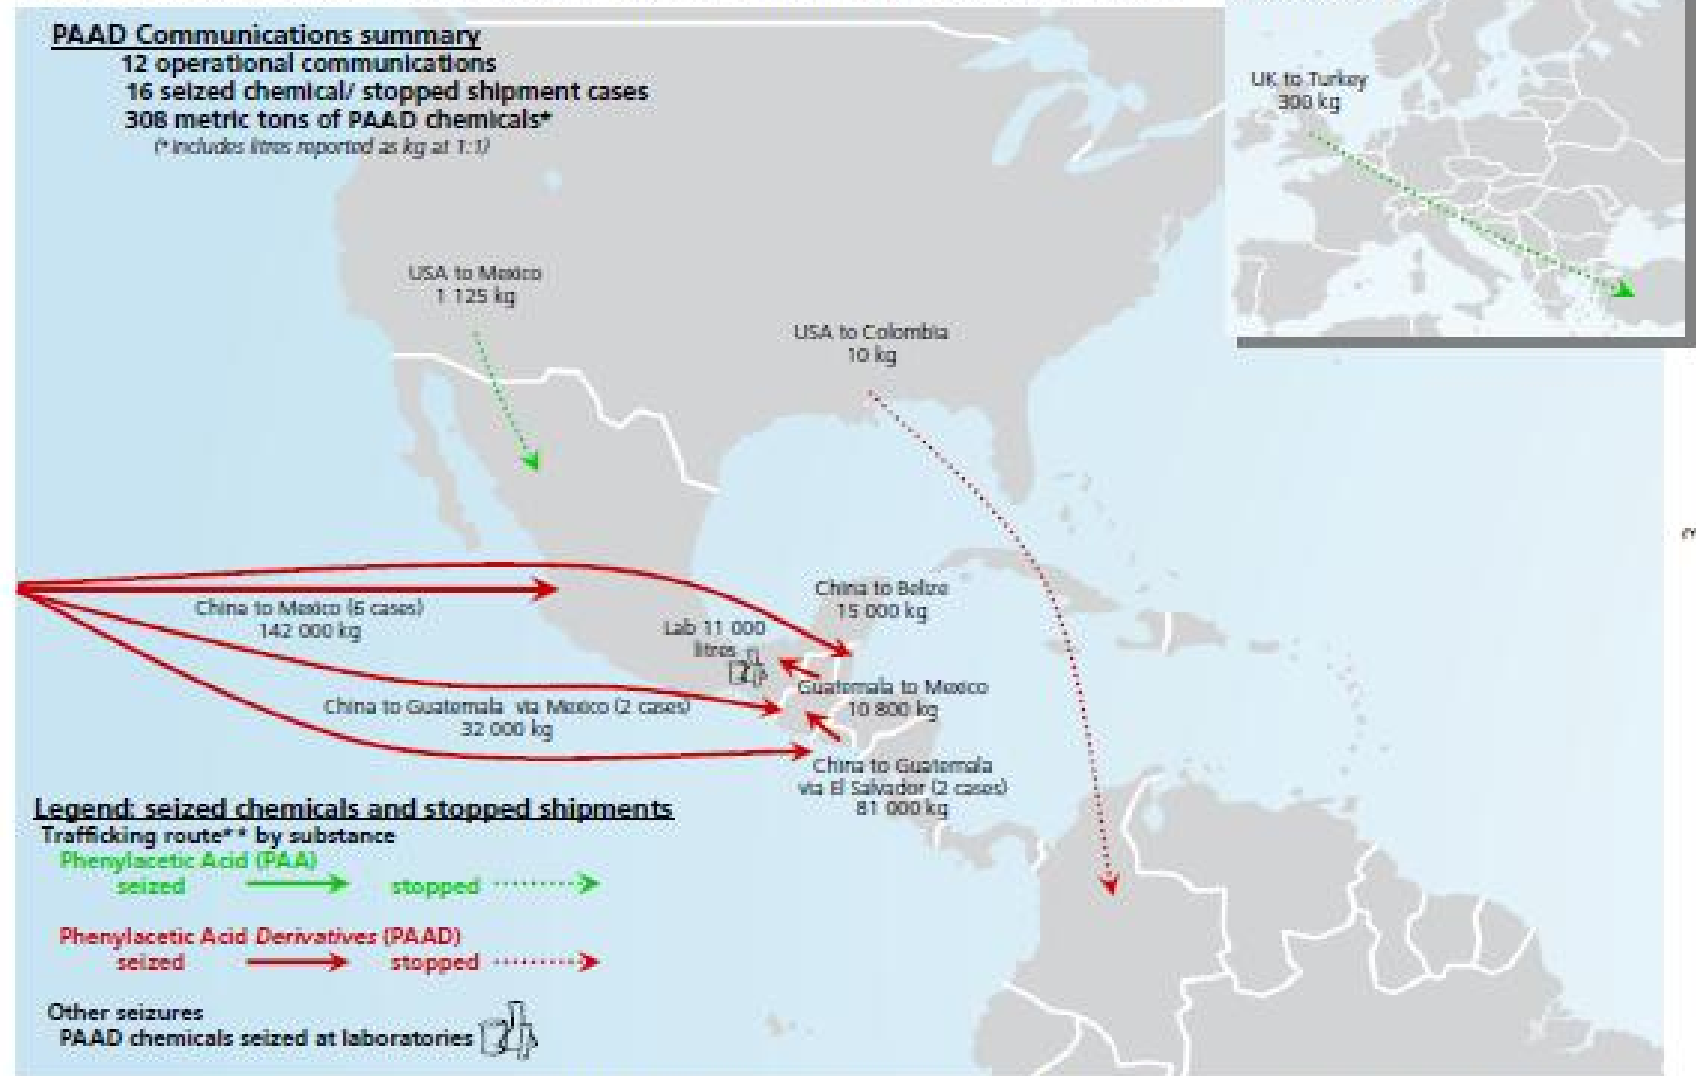 PAAD Communications summary
12 operational communications
16 seized chemical/ stopped shipment cases
308 metric tons of PAAD chemicals*
(* Includes litres reported as kg at 1:1)
UK to Turkey
300 kg
USA to Mexico
1 125 kg
USA to Colombia
10 kg
China to Mexico (6 cases)
142 000 kg
China to Belize
15 000 kg
Lab 11 000
litres
Guatemala to Mexico
10 800 kg
China to Guatemala via Mexico (2 cases)
32 000 kg
China to Guatemala
via El Salvador (2 cases)
81 000 kg
Legend: seized chemicals and stopped shipments
Trafficking route** by substance
Phenylacetic Acid (PAA)
seized stopped
Phenylacetic Acid Derivatives (PAAD)
seized stopped
Other seizures
PAAD chemicals seized at laboratories